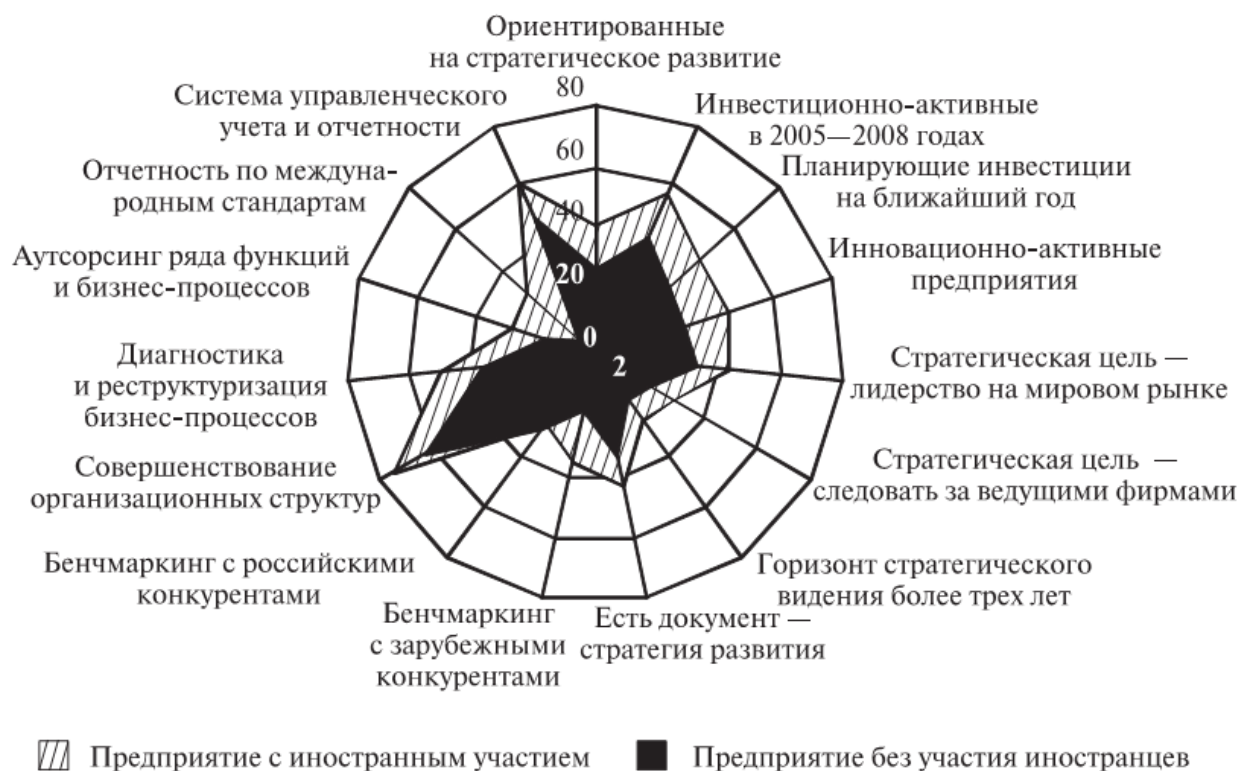 Ориентированные
на стратегическое развитие
80
Инвестиционно-активные
в 2005—2008 годах
60
Планирующие инвестиции
на ближайший год
40
Инновационно-активные
предприятия
20
0
2
Стратегическая цель —
лидерство на мировом рынке
Стратегическая цель —
следовать за ведущими фирмами
Горизонт стратегического
видения более трех лет
Есть документ —
стратегия развития
Бенчмаркинг
с зарубежными
конкурентами
Бенчмаркинг с российскими
конкурентами
Совершенствование
организационных структур
Диагностика
и реструктуризация
бизнес-процессов
Аутсорсинг ряда функций
и бизнес-процессов
Отчетность по междуна-
родным стандартам
Система управленческого
учета и отчетности
Предприятие с иностранным участием
Предприятие без участия иностранцев